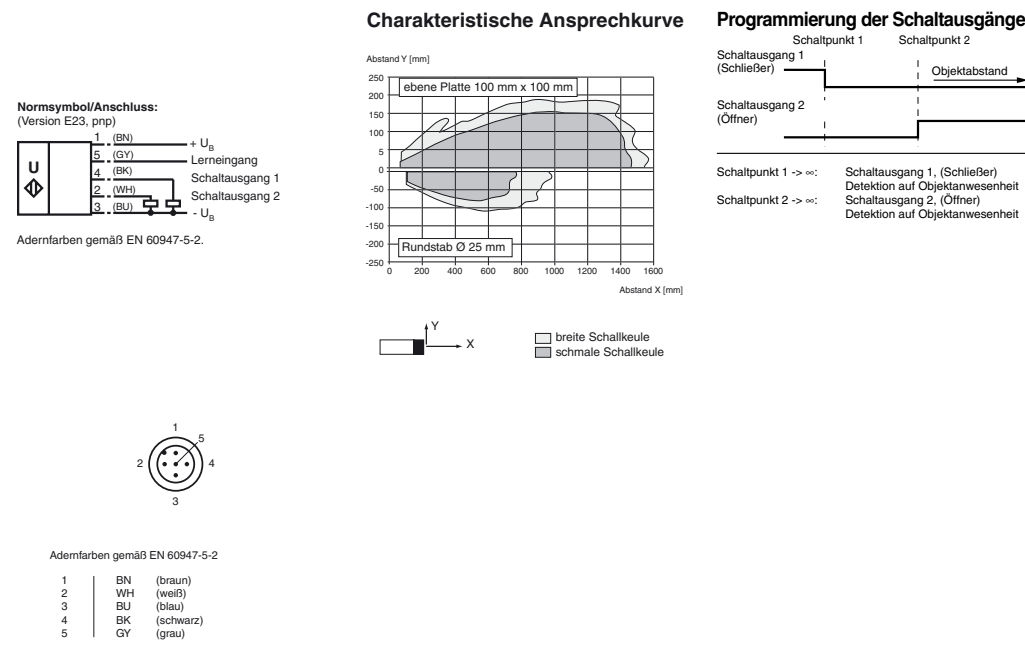 Normsymbol/Anschluss:
(Version E23, pnp)
1 (BN) + UB
5 (GY) Lerneingang
4 (BK) Schaltausgang 1
2 (WH) Schaltausgang 2
3 (BU) - UB
U
Adernfarben gemäß EN 60947-5-2.
1
5
2
4
3
Adernfarben gemäß EN 60947-5-2
1 BN (braun)
2 WH (weiß)
3 BU (blau)
4 BK (schwarz)
5 GY (grau)
Charakteristische Ansprechkurve
Abstand Y [mm]
250
200
150
100
5
0
-50
-100
-150
-200
-250
ebene Platte 100 mm x 100 mm
Rundstab Ø 25 mm
0 200 400 600 800 1000 1200 1400 1600
Abstand X [mm]
Y
X
breite Schallkeule
schmale Schallkeule
Programmierung der Schaltausgänge
Schaltpunkt 1 Schaltpunkt 2
Schaltausgang 1
(Schließer)
Objektabstand
Schaltausgang 2
(Öffner)
Schaltpunkt 1 -> ∞: Schaltausgang 1, (Schließer)
Detektion auf Objektanwesenheit
Schaltpunkt 2 -> ∞: Schaltausgang 2, (Öffner)
Detektion auf Objektanwesenheit